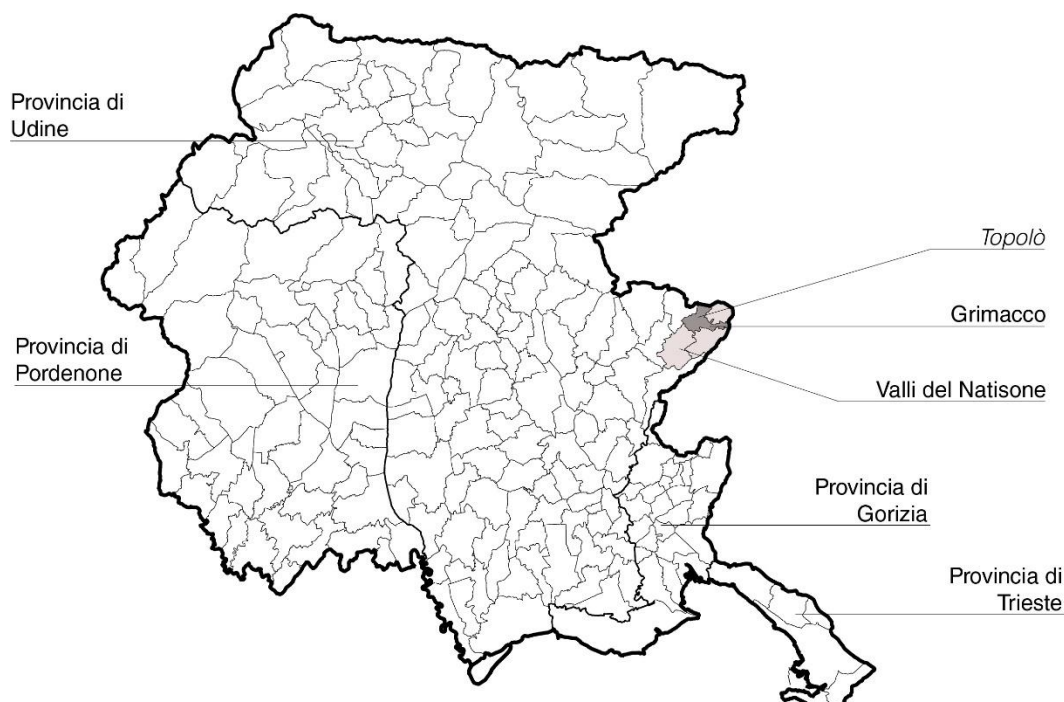 Provincia di
Udine
Topolò
Grimacco
Provincia di
Pordenone
Valli del Natisone
Provincia di
Gorizia
Provincia di
Trieste